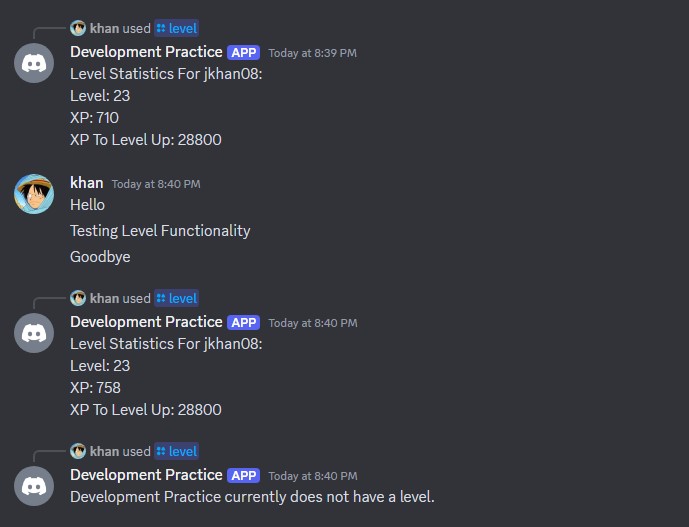 khan used level
Development Practice APP Today at 8:39 PM
Level Statistics For jkhan08:
Level: 23
XP: 710
XP To Level Up: 28800
khan Today at 8:40 PM
Hello
Testing Level Functionality
Goodbye
khan used level
Development Practice APP Today at 8:40 PM
Level Statistics For jkhan08:
Level: 23
XP: 758
XP To Level Up: 28800
khan used level
Development Practice APP Today at 8:40 PM
Development Practice currently does not have a level.